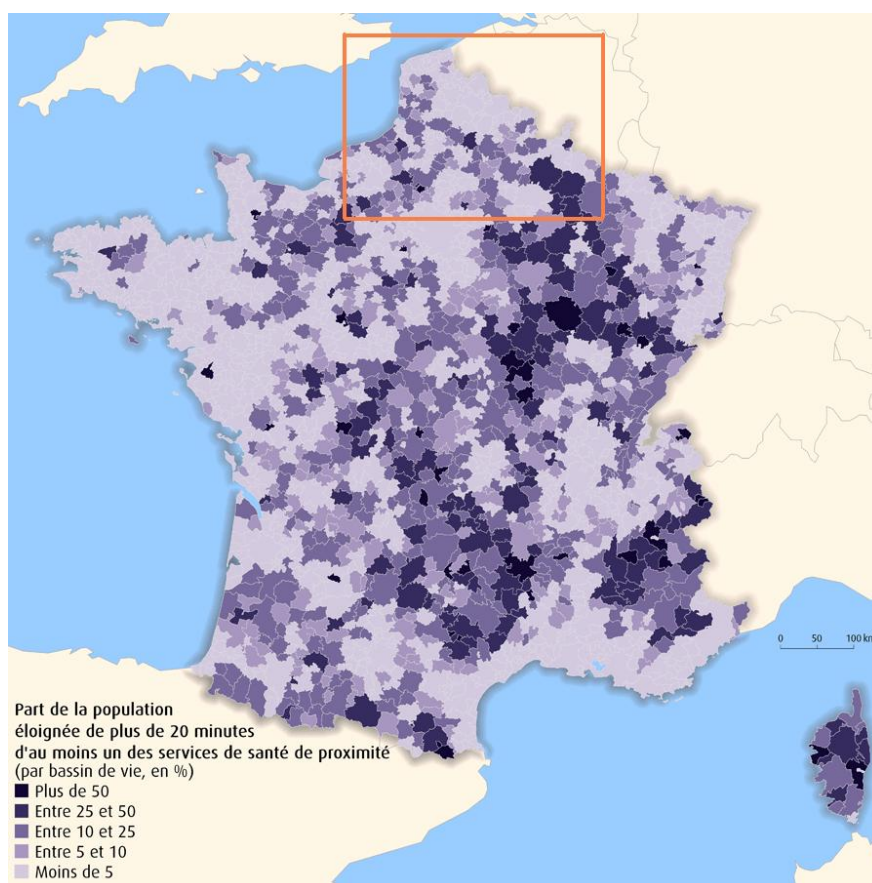 0 50 100 km
Part de la population
éloignée de plus de 20 minutes
d'au moins un des services de santé de proximité
(par bassin de vie, en %)
Plus de 50
Entre 25 et 50
Entre 10 et 25
Entre 5 et 10
Moins de 5